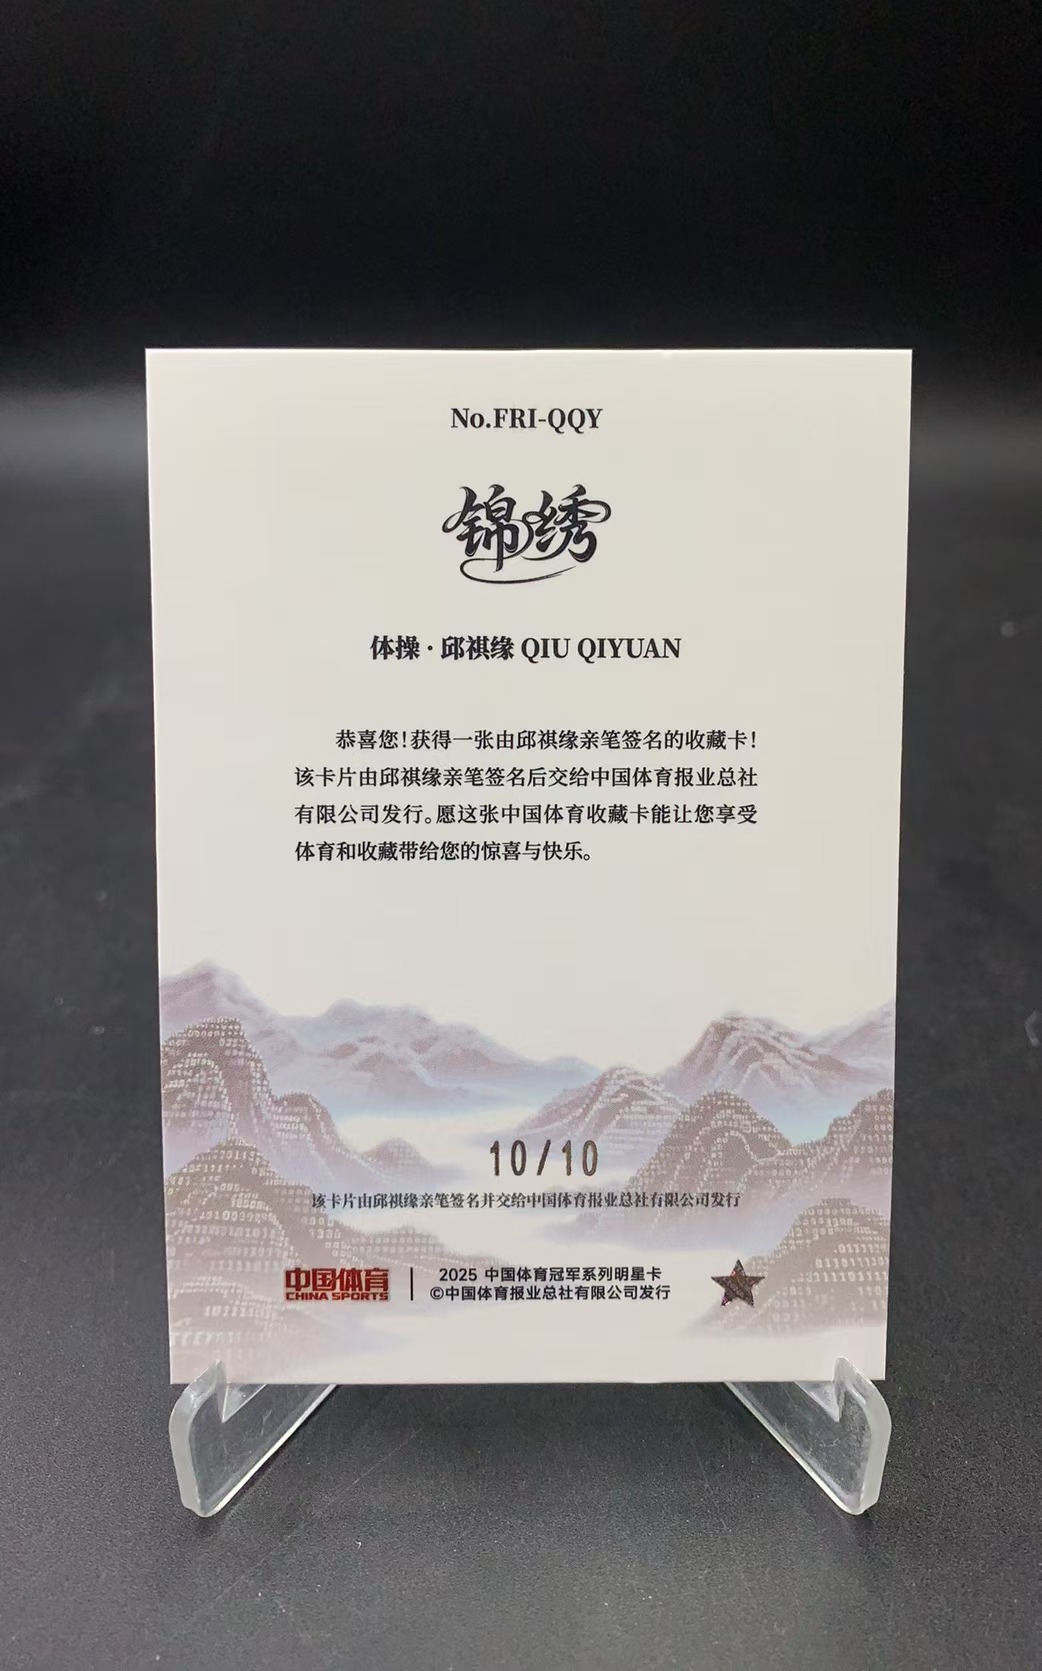 No.FRI-QQY
锦绣
体操·邱祺缘 QIU QIYUAN
恭喜您!获得一张由邱祺缘亲笔签名的收藏卡!
该卡片由邱祺缘亲笔签名后交给中国体育报业总社
有限公司发行。愿这张中国体育收藏卡能让您享受
体育和收藏带给您的惊喜与快乐。
10/10
该卡片由邱祺缘亲笔签名并交给中国体育报业总社有限公司发行
中国体育
CHINA SPORTS
2025 中国体育冠军系列明星卡
©中国体育报业总社有限公司发行